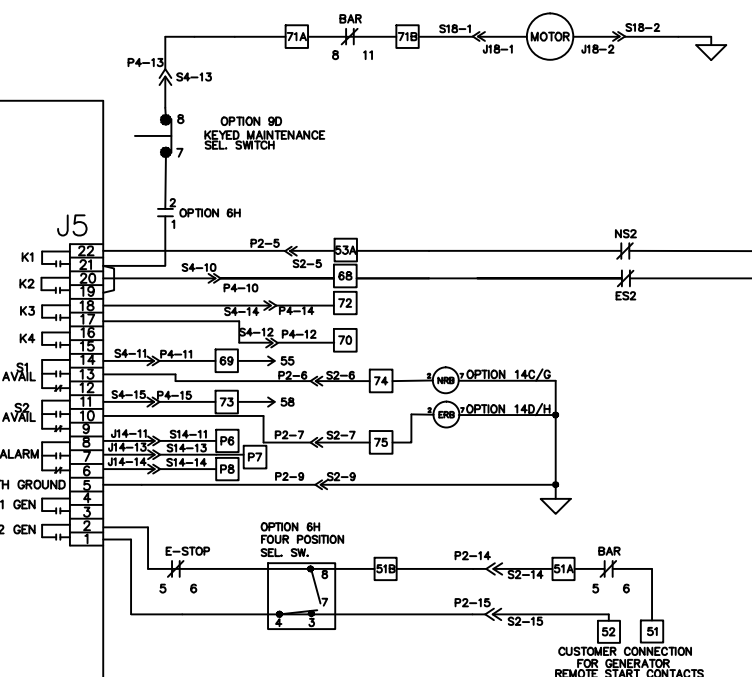 BAR
71A
8 11
71B
S18-1
J18-1
MOTOR
S18-2
J18-2
P4-13
S4-13
8
7
OPTION 9D
KEYED MAINTENANCE
SEL. SWITCH
2
1
OPTION 6H
J5
K1
22
21
P2-5
S2-5
53A
NS2
K2
20
19
S4-10
P4-10
68
ES2
K3
18
17
S4-14
P4-14
72
K4
16
15
S4-12
P4-12
70
S1
AVAIL
14
13
12
S4-11
P4-11
69
55
P2-6
S2-6
74
2
NRB
7
OPTION 14C/G
S2
AVAIL
11
10
9
S4-15
P4-15
73
58
2
ERB
7
OPTION 14D/H
P2-7
S2-7
75
ALARM
8
7
6
J14-11
S14-11
P6
J14-13
S14-13
P7
J14-14
S14-14
P8
TH GROUND
5
P2-9
S2-9
1 GEN
4
3
2 GEN
2
1
E-STOP
5 6
OPTION 6H
FOUR POSITION
SEL. SW.
8
7
4
3
51B
P2-14
S2-14
51A
BAR
5 6
P2-15
S2-15
52
51
CUSTOMER CONNECTION
FOR GENERATOR
REMOTE START CONTACTS